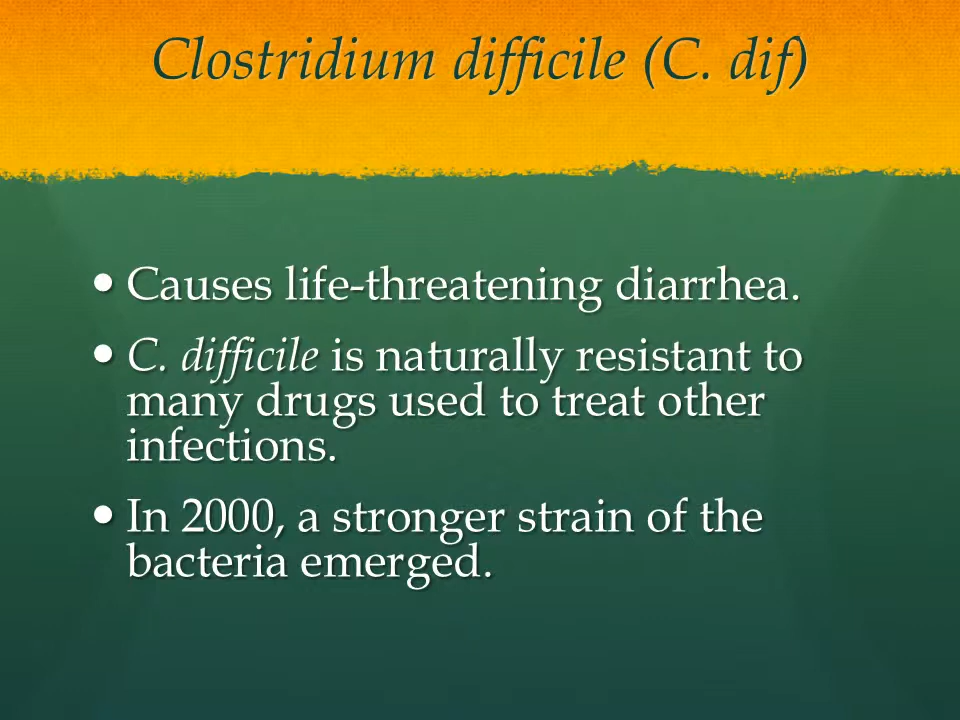 Clostridium difficile (C. dif)
• Causes life-threatening diarrhea.
• C. difficile is naturally resistant to
many drugs used to treat other
infections.
• In 2000, a stronger strain of the
bacteria emerged.